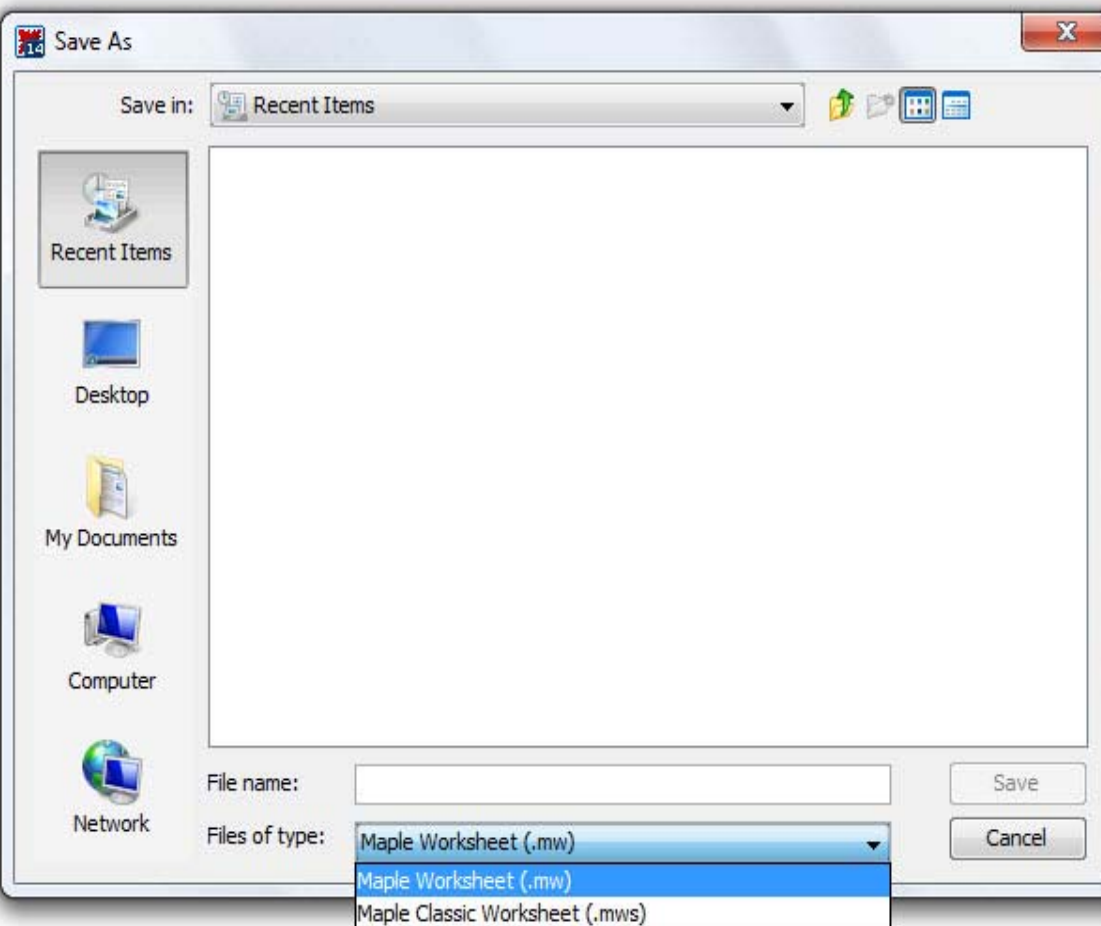 14 Save As
x
Save in: Recent Items
Recent Items
Desktop
My Documents
Computer
Network
File name:
Save
Files of type: Maple Worksheet (.mw)
Cancel
Maple Worksheet (.mw)
Maple Classic Worksheet (.mws)